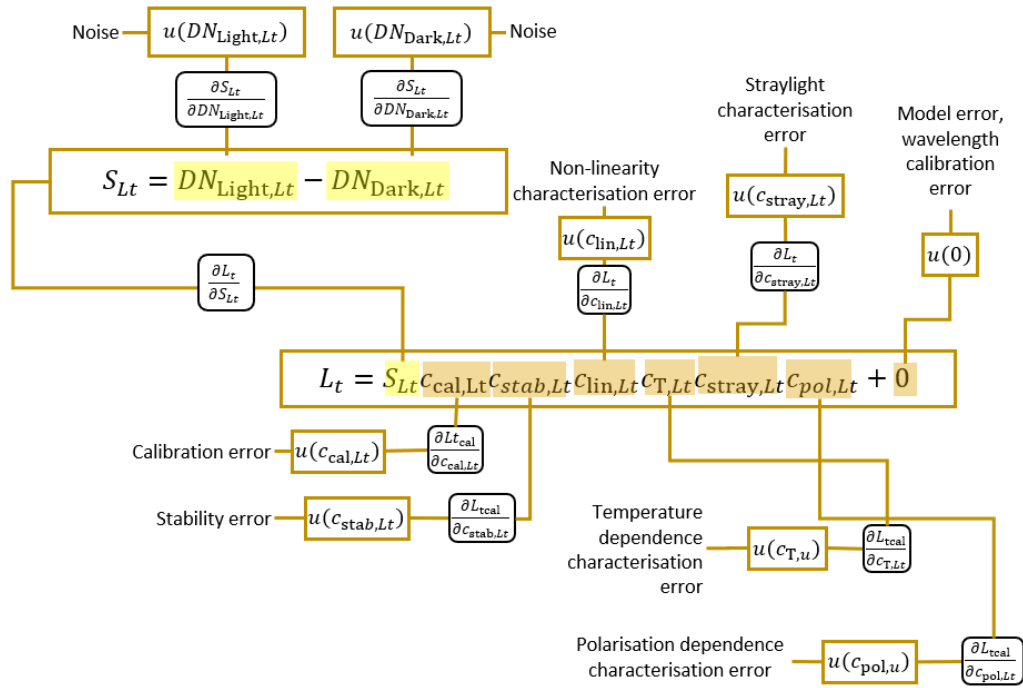 Noise
u(DN_Light,Lt)
u(DN_Dark,Lt)
Noise
∂S_Lt / ∂DN_Light,Lt
∂S_Lt / ∂DN_Dark,Lt
S_Lt = DN_Light,Lt − DN_Dark,Lt
Straylight
characterisation
error
Model error,
wavelength
calibration
error
Non-linearity
characterisation error
u(c_stray,Lt)
u(c_lin,Lt)
u(0)
∂L_t / ∂S_Lt
∂L_t / ∂c_lin,Lt
∂L_t / ∂c_stray,Lt
L_t = S_Lt c_cal,Lt c_stab,Lt c_lin,Lt c_T,Lt c_stray,Lt c_pol,Lt + 0
Calibration error
u(c_cal,Lt)
∂Lt_cal / ∂c_cal,Lt
Stability error
u(c_stab,Lt)
∂L_tcal / ∂c_stab,Lt
Temperature
dependence
characterisation
error
u(c_T,u)
∂L_tcal / ∂c_T,Lt
Polarisation dependence
characterisation error
u(c_pol,u)
∂L_tcal / ∂c_pol,Lt